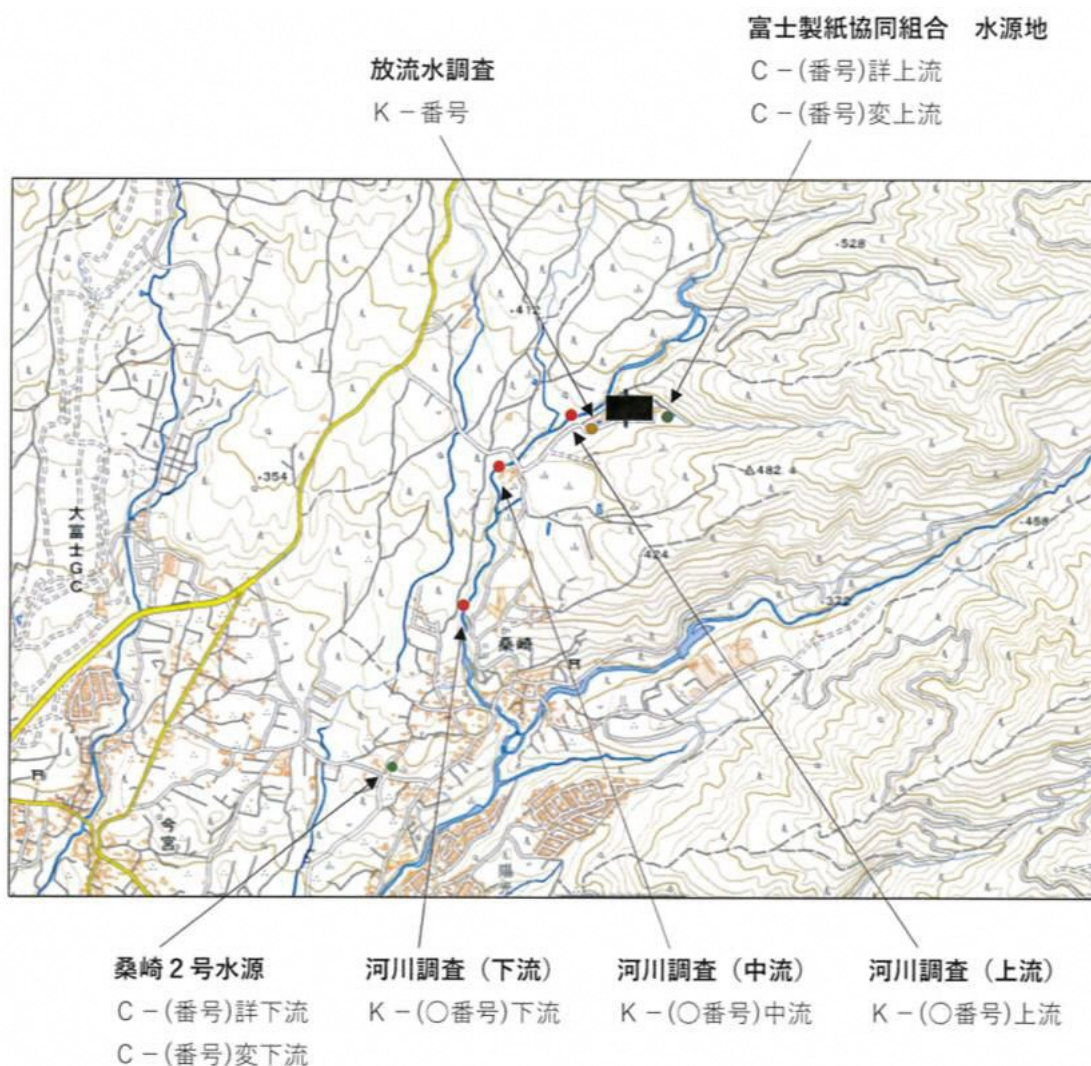 富士製紙協同組合　水源地
C－(番号)詳上流
C－(番号)変上流
放流水調査
K－番号
528
412
354
482
424
458
332
大富士GC
桑崎
今宮
桑崎２号水源
C－(番号)詳下流
C－(番号)変下流
河川調査（下流）
K－(○番号)下流
河川調査（中流）
K－(○番号)中流
河川調査（上流）
K－(○番号)上流